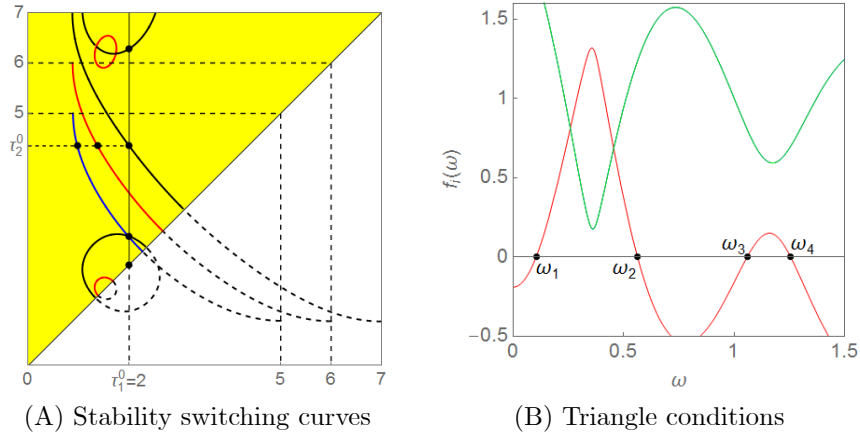 7
6
5
τ₂⁰
0
τ₁⁰=2
5
6
7
(A) Stability switching curves
1.5
1
0.5
0
−0.5
fᵢ(ω)
ω₁
ω₂
ω₃
ω₄
0
0.5
1
1.5
ω
(B) Triangle conditions